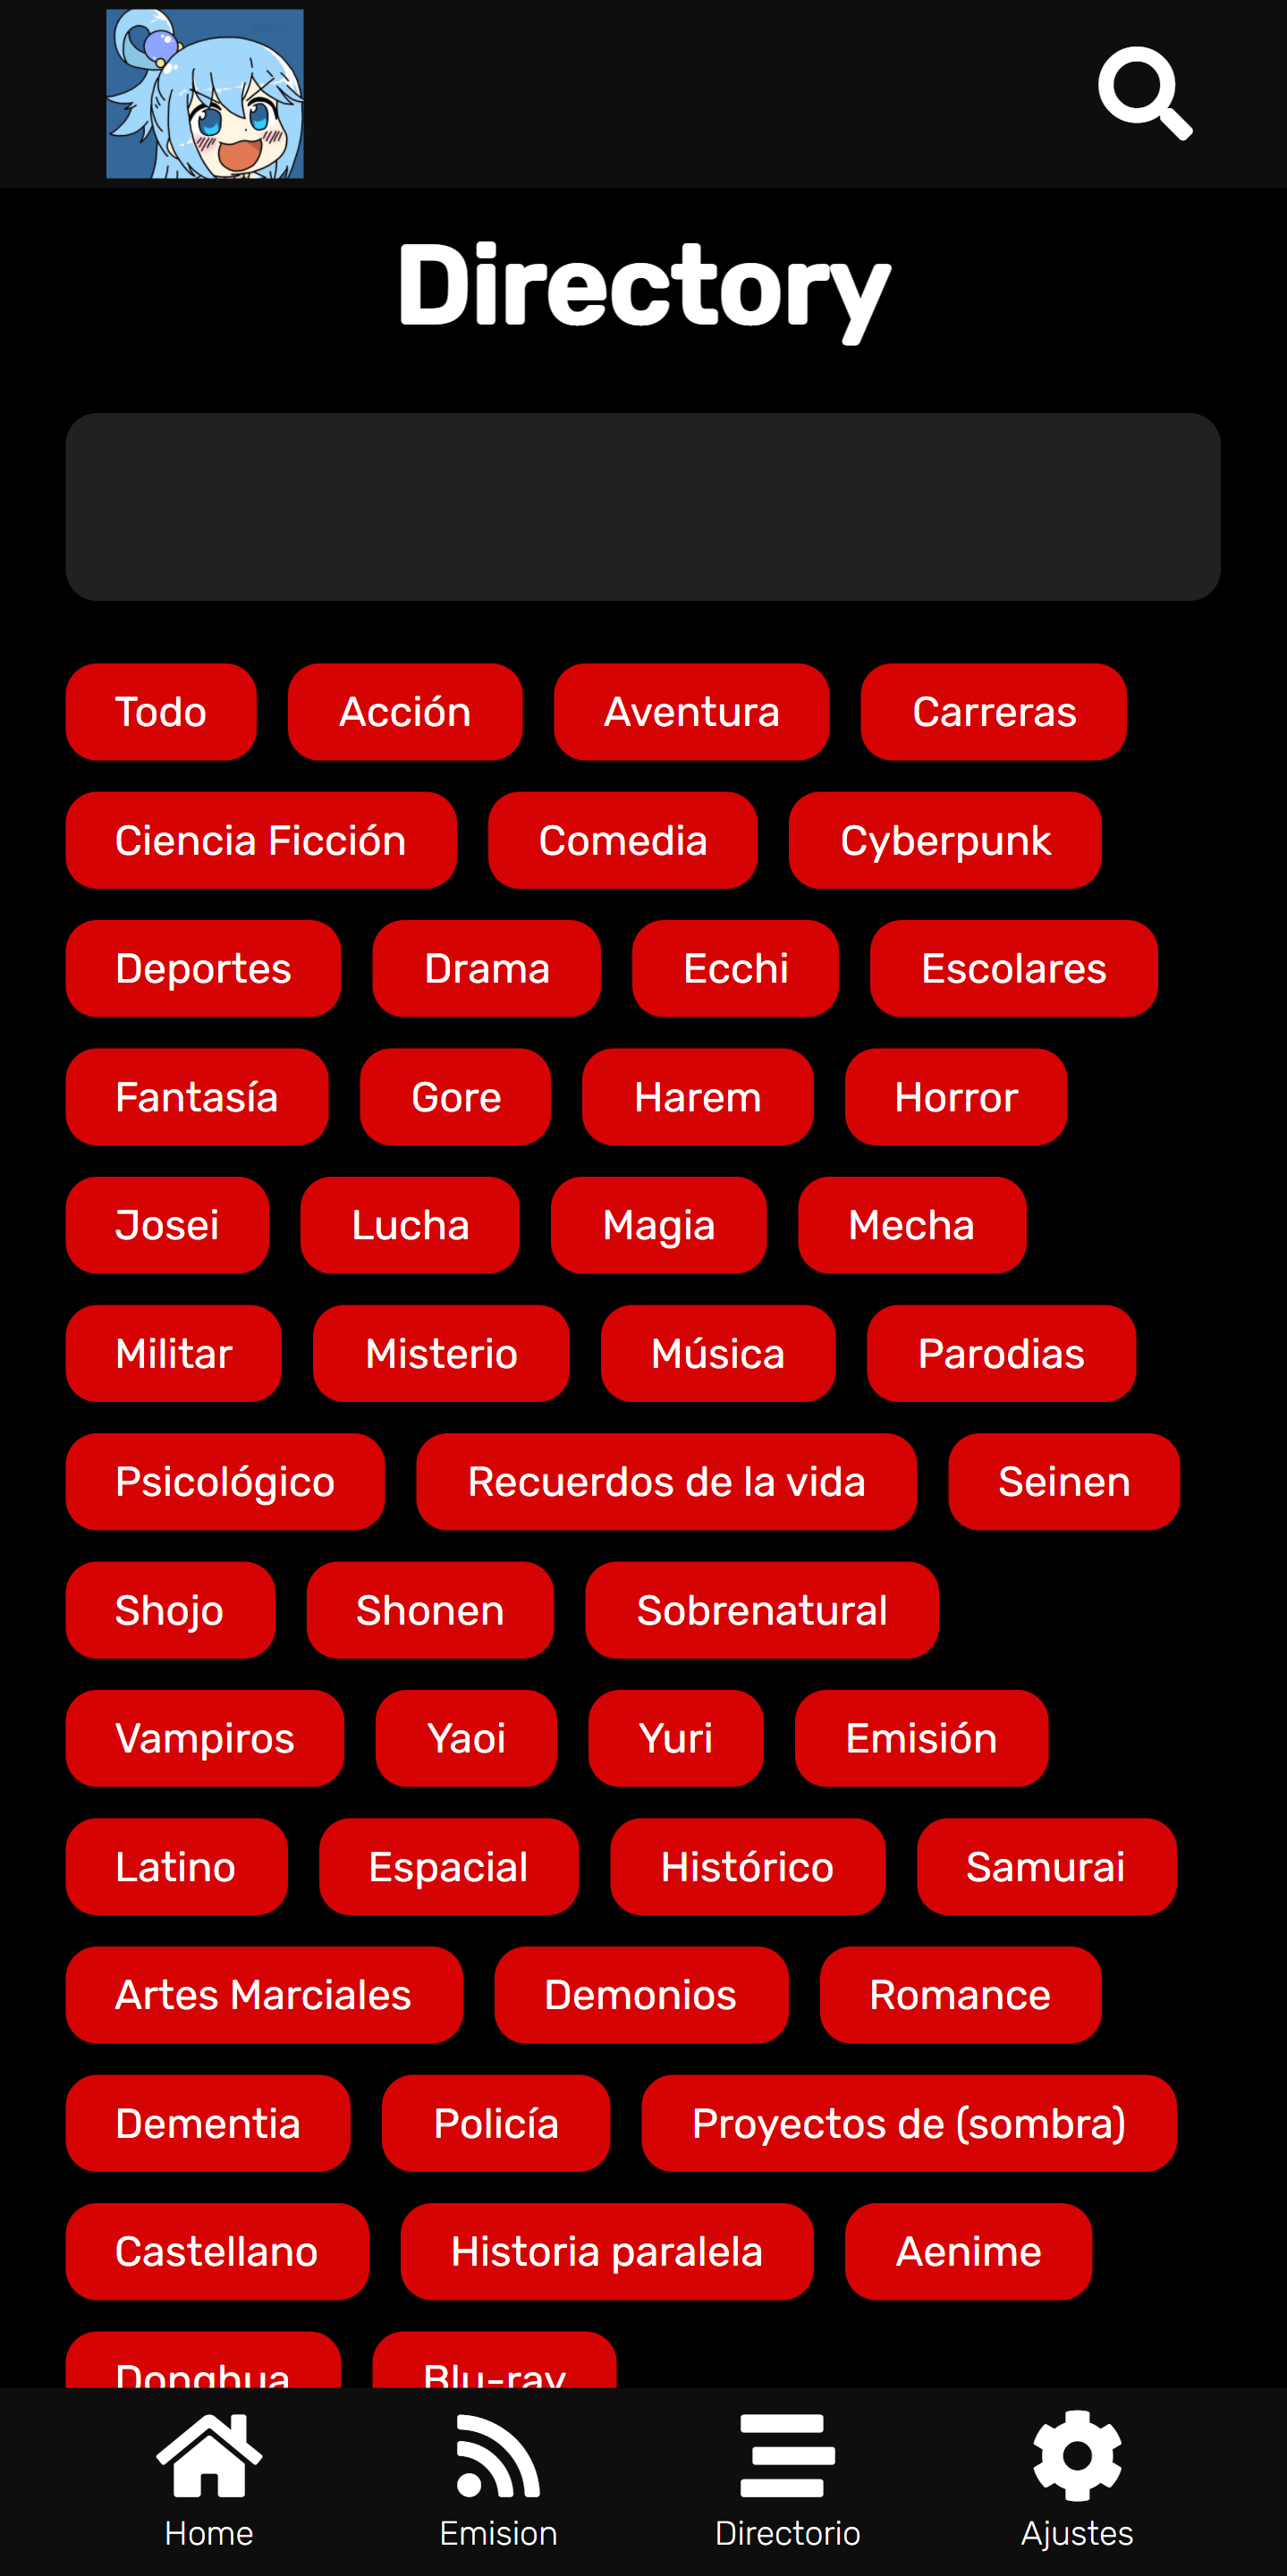 Directory
Todo Acción Aventura Carreras
Ciencia Ficción Comedia Cyberpunk
Deportes Drama Ecchi Escolares
Fantasía Gore Harem Horror
Josei Lucha Magia Mecha
Militar Misterio Música Parodias
Psicológico Recuerdos de la vida Seinen
Shojo Shonen Sobrenatural
Vampiros Yaoi Yuri Emisión
Latino Espacial Histórico Samurai
Artes Marciales Demonios Romance
Dementia Policía Proyectos de (sombra)
Castellano Historia paralela Aenime
Donghua Blu-ray
Home Emision Directorio Ajustes